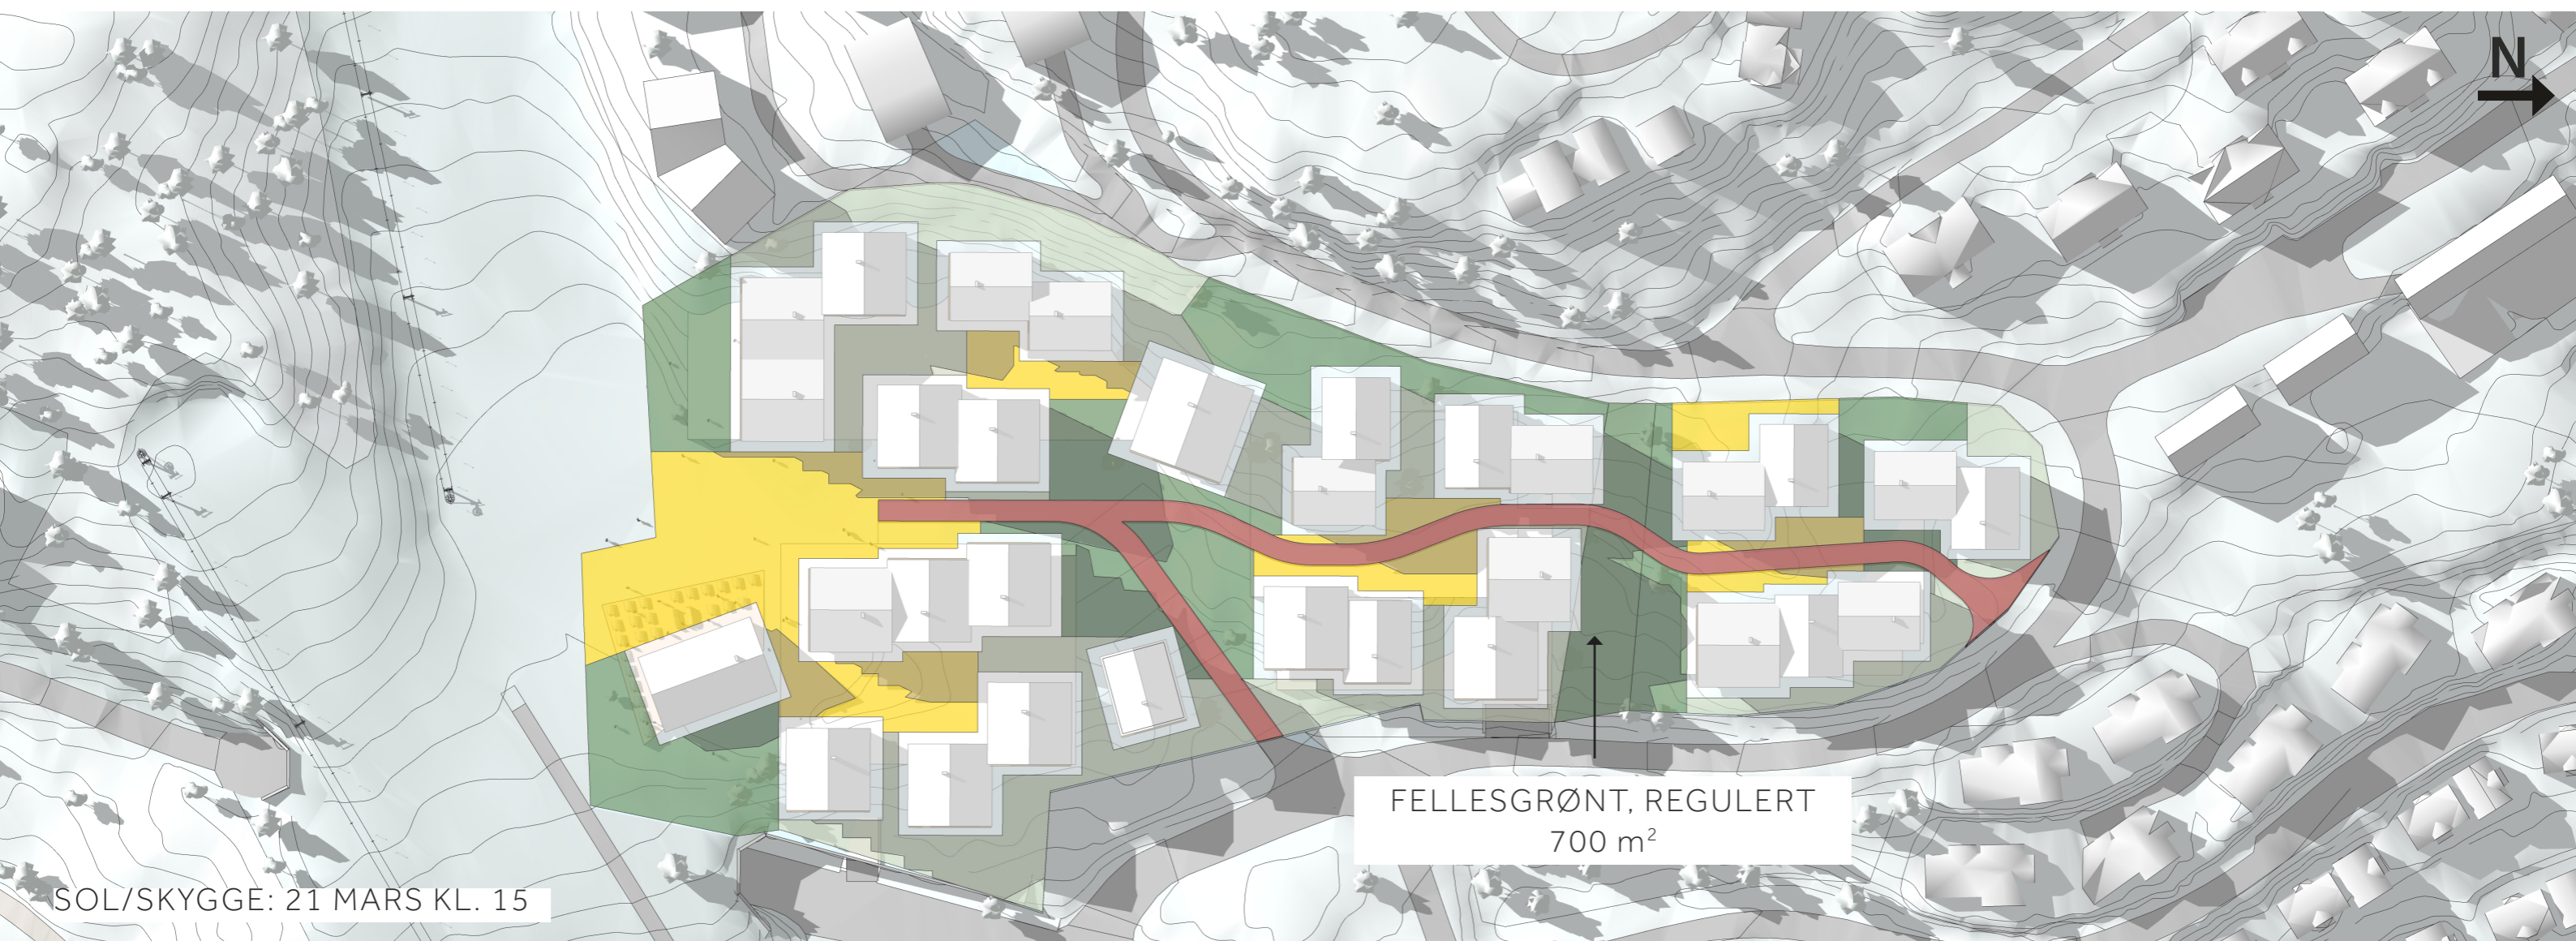 N
FELLESGRØNT, REGULERT
700 m²
SOL/SKYGGE: 21 MARS KL. 15